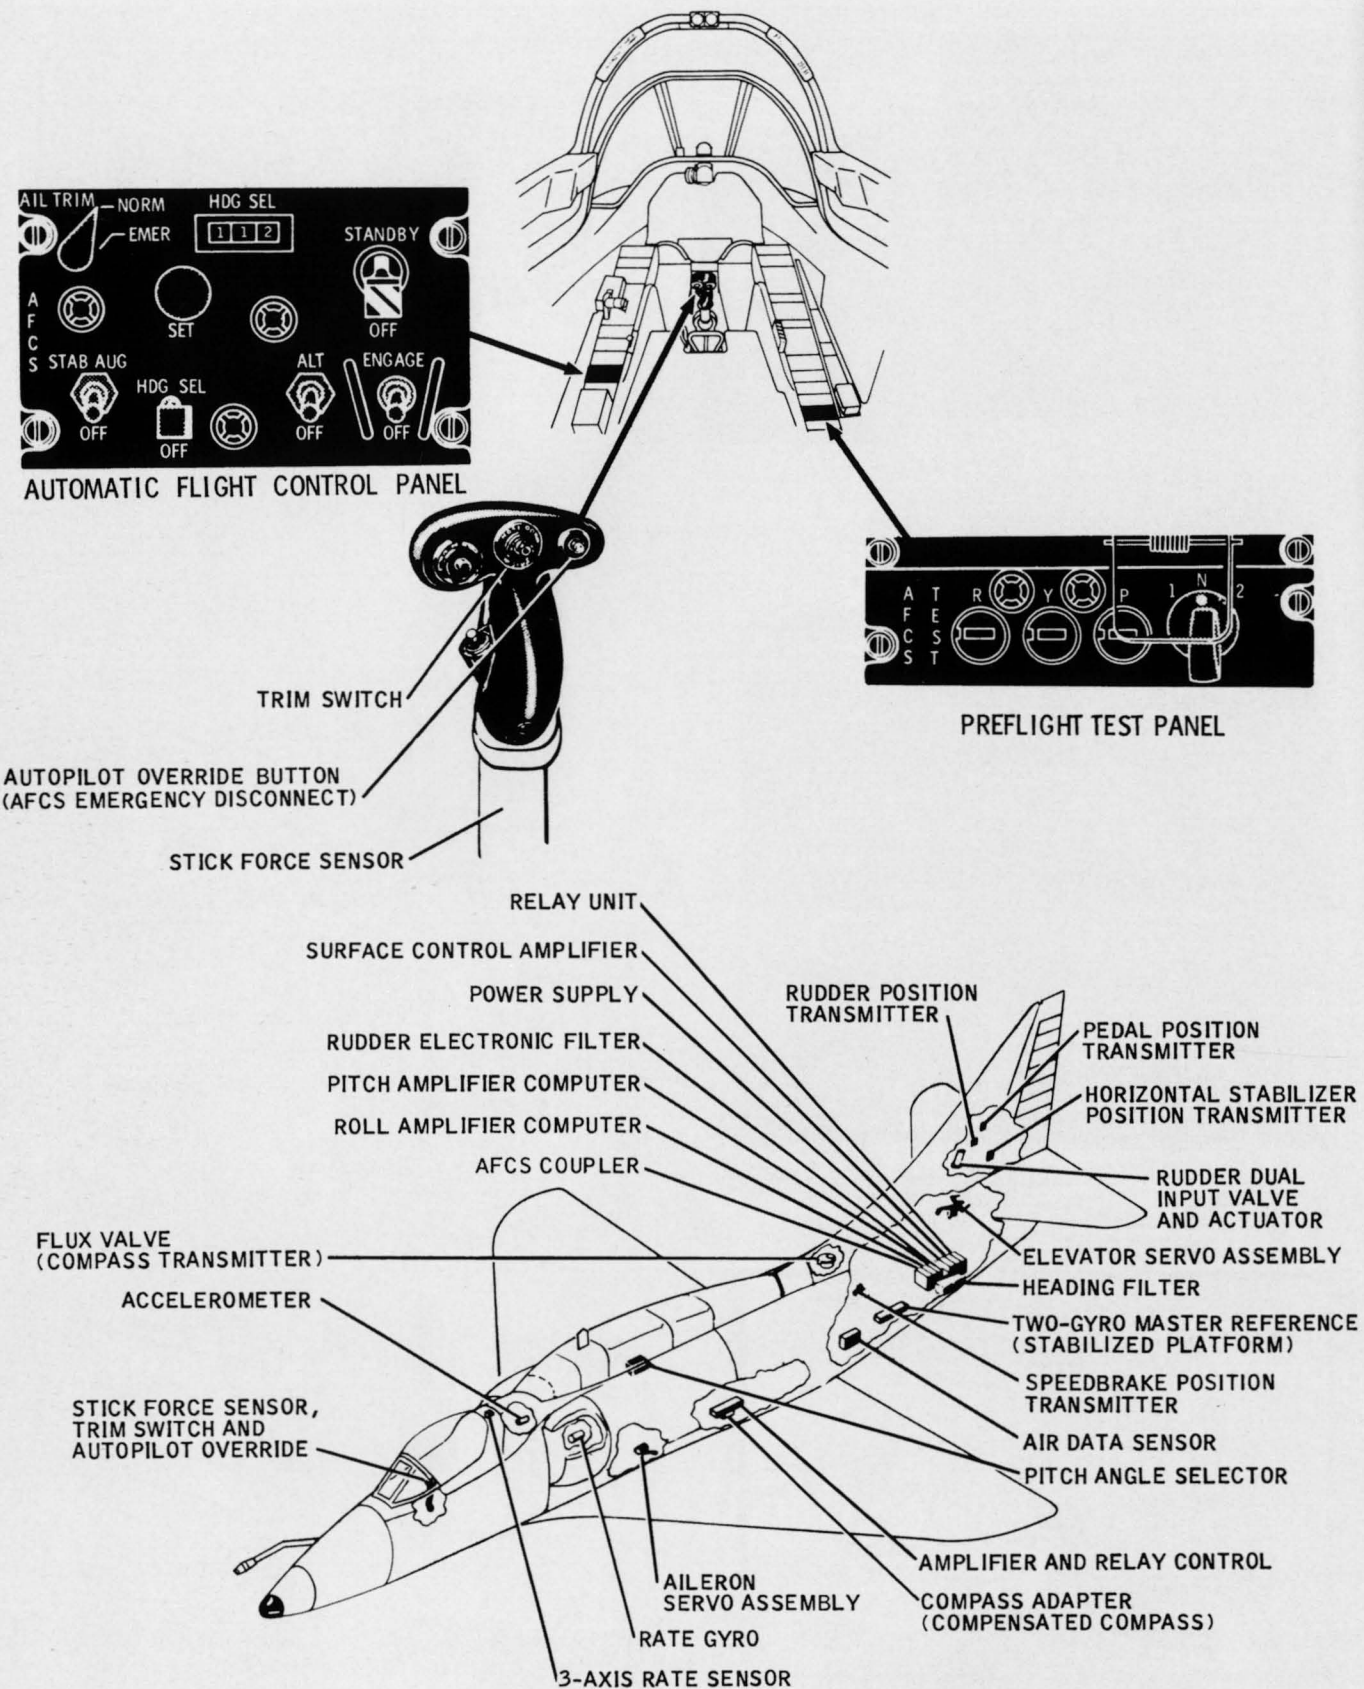 AIL TRIM
NORM
EMER
HDG SEL
1 1 2
STANDBY
OFF
SET
AFCS
STAB AUG
OFF
HDG SEL
OFF
ALT
OFF
ENGAGE
OFF
AUTOMATIC FLIGHT CONTROL PANEL
AFCS
TEST
R
Y
P
1
N
2
PREFLIGHT TEST PANEL
TRIM SWITCH
AUTOPILOT OVERRIDE BUTTON
(AFCS EMERGENCY DISCONNECT)
STICK FORCE SENSOR
RELAY UNIT
SURFACE CONTROL AMPLIFIER
POWER SUPPLY
RUDDER ELECTRONIC FILTER
PITCH AMPLIFIER COMPUTER
ROLL AMPLIFIER COMPUTER
AFCS COUPLER
FLUX VALVE
(COMPASS TRANSMITTER)
ACCELEROMETER
STICK FORCE SENSOR,
TRIM SWITCH AND
AUTOPILOT OVERRIDE
RUDDER POSITION
TRANSMITTER
PEDAL POSITION
TRANSMITTER
HORIZONTAL STABILIZER
POSITION TRANSMITTER
RUDDER DUAL
INPUT VALVE
AND ACTUATOR
ELEVATOR SERVO ASSEMBLY
HEADING FILTER
TWO-GYRO MASTER REFERENCE
(STABILIZED PLATFORM)
SPEEDBRAKE POSITION
TRANSMITTER
AIR DATA SENSOR
PITCH ANGLE SELECTOR
AMPLIFIER AND RELAY CONTROL
COMPASS ADAPTER
(COMPENSATED COMPASS)
AILERON
SERVO ASSEMBLY
RATE GYRO
3-AXIS RATE SENSOR